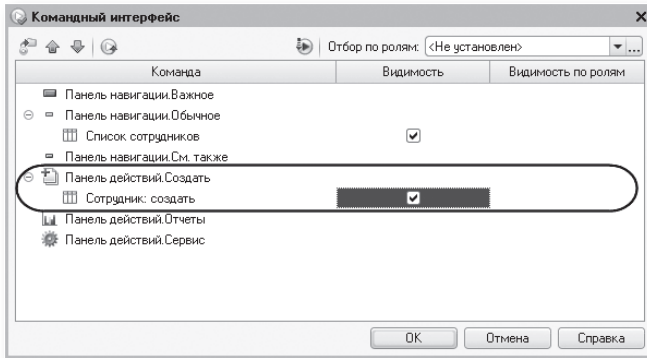 Командный интерфейс
Отбор по ролям: <Не установлен>
Команда Видимость Видимость по ролям
Панель навигации.Важное
Панель навигации.Обычное
Список сотрудников
Панель навигации.См. также
Панель действий.Создать
Сотрудник: создать
Панель действий.Отчеты
Панель действий.Сервис
OK Отмена Справка